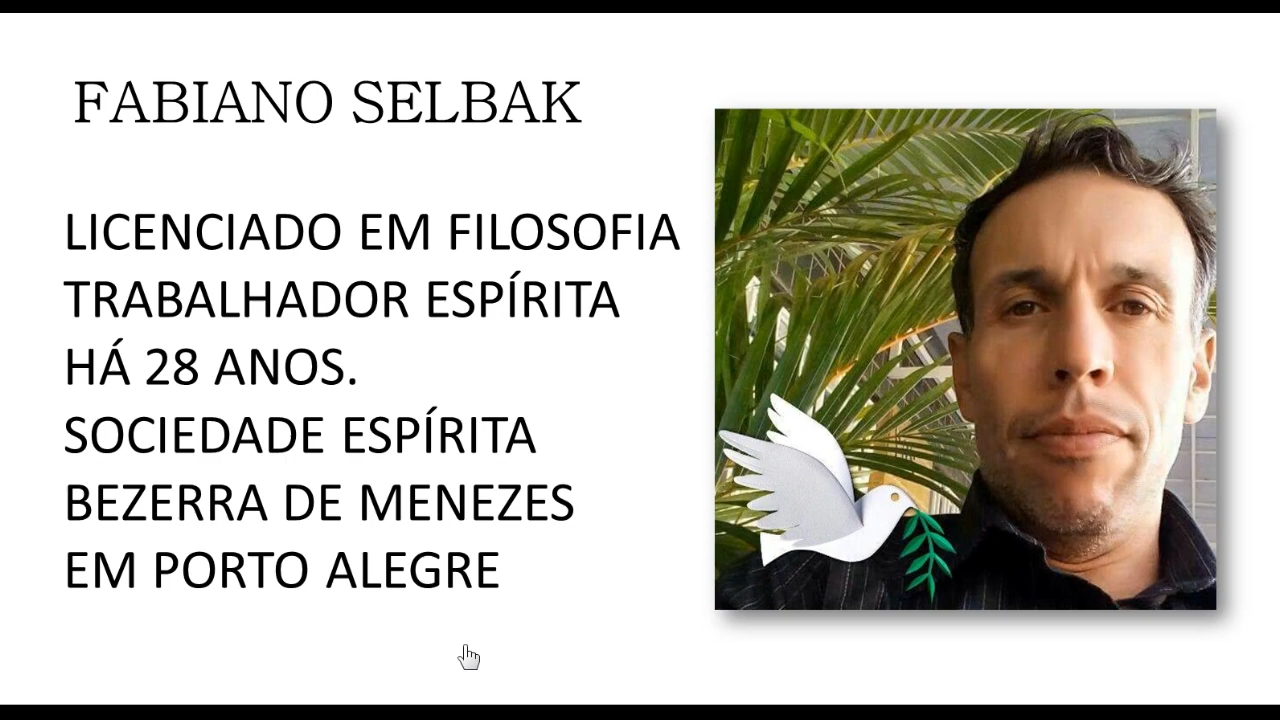 FABIANO SELBAK
LICENCIADO EM FILOSOFIA
TRABALHADOR ESPÍRITA
HÁ 28 ANOS.
SOCIEDADE ESPÍRITA
BEZERRA DE MENEZES
EM PORTO ALEGRE